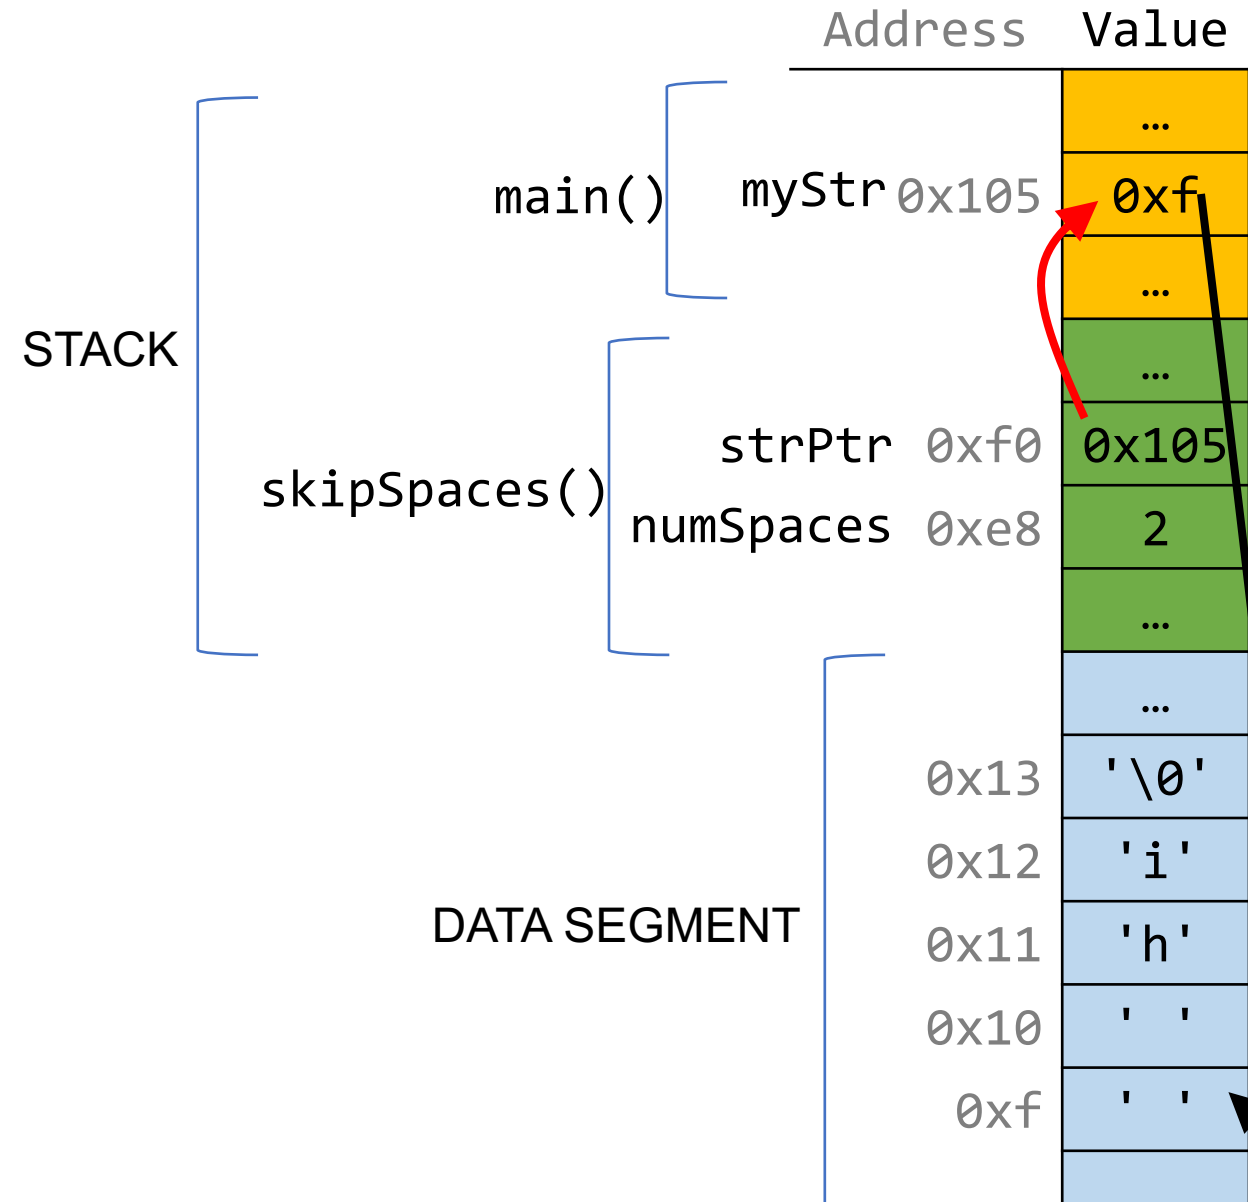 Address Value
…
main() myStr 0x105 0xf
…
STACK
…
strPtr 0xf0 0x105
skipSpaces()
numSpaces 0xe8 2
…
…
0x13 '\0'
0x12 'i'
DATA SEGMENT
0x11 'h'
0x10 ' '
0xf ' '